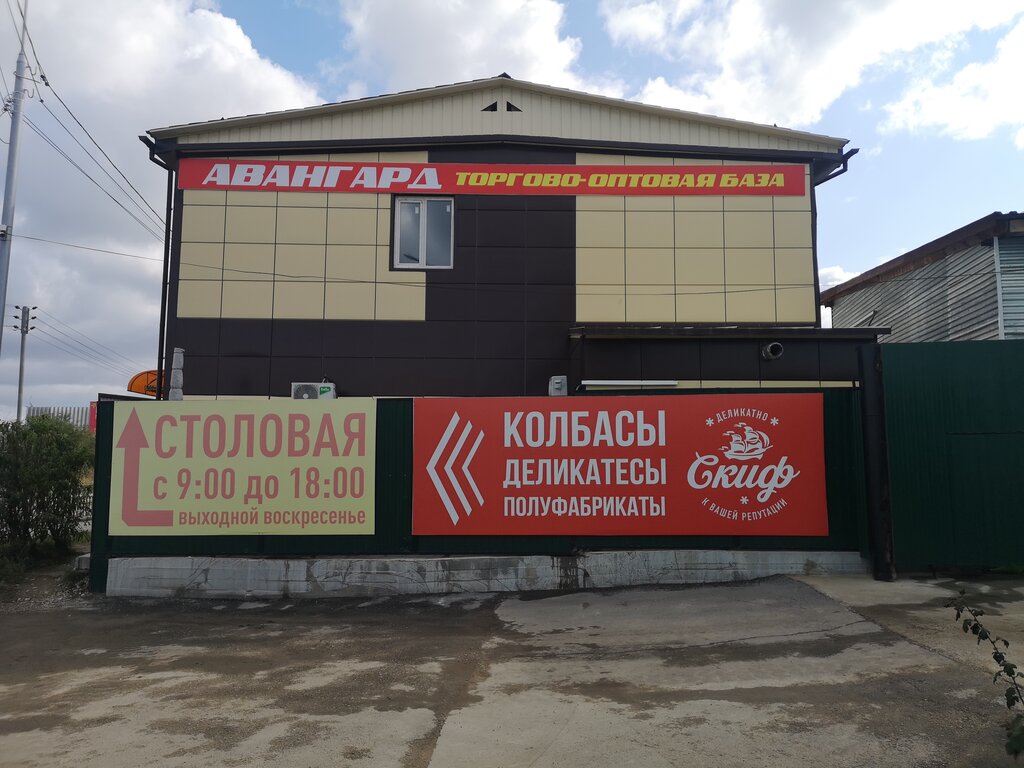 АВАНГАРД ТОРГОВО-ОПТОВАЯ БАЗА
СТОЛОВАЯ
с 9:00 до 18:00
выходной воскресенье
КОЛБАСЫ
ДЕЛИКАТЕСЫ
ПОЛУФАБРИКАТЫ
ДЕЛИКАТНО
Скиф
К ВАШЕЙ РЕПУТАЦИИ